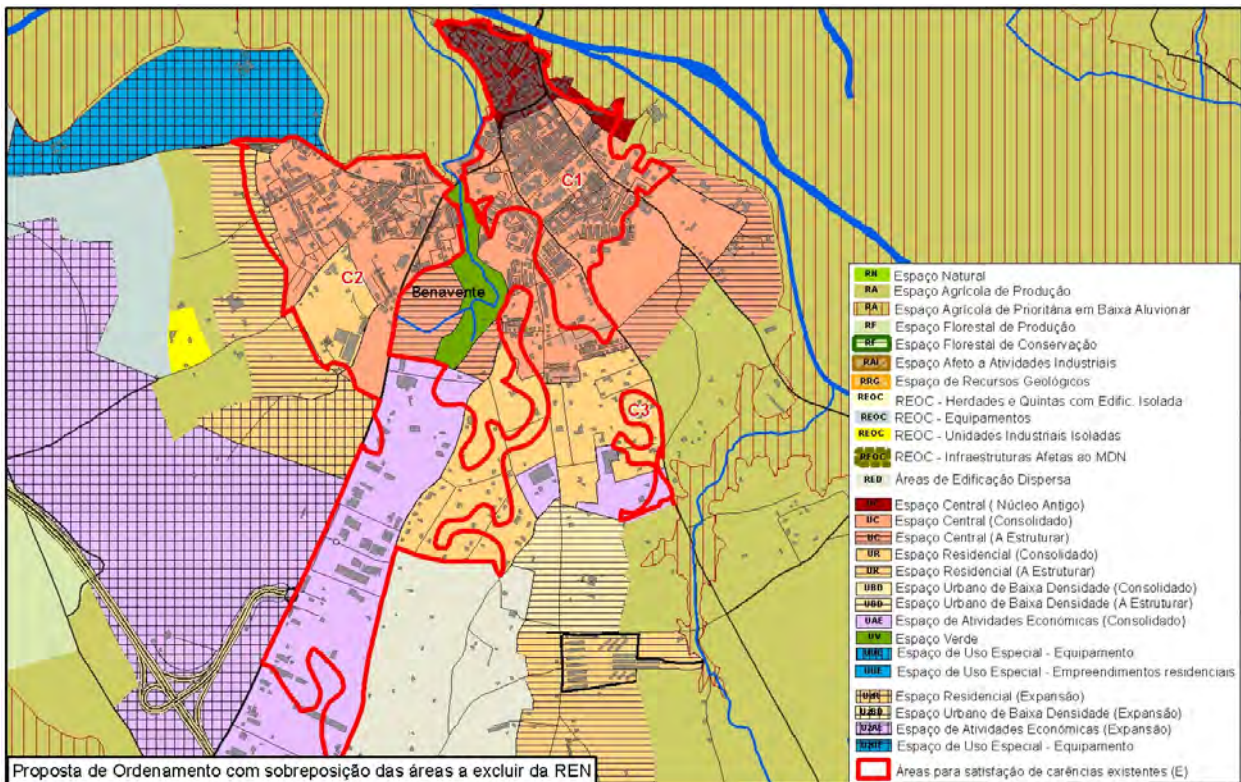 C1
C2
Benavente
C3
RN Espaço Natural
RA Espaço Agrícola de Produção
RA Espaço Agrícola de Prioritária em Baixa Aluvionar
RF Espaço Florestal de Produção
RF Espaço Florestal de Conservação
RAI Espaço Afeto a Atividades Industriais
RRG Espaço de Recursos Geológicos
REOC REOC - Herdades e Quintas com Edific. Isolada
REOC REOC - Equipamentos
REOC REOC - Unidades Industriais Isoladas
REOC REOC - Infraestruturas Afetas ao MDN
RED Áreas de Edificação Dispersa
UC Espaço Central ( Núcleo Antigo)
UC Espaço Central (Consolidado)
UC Espaço Central (A Estruturar)
UR Espaço Residencial (Consolidado)
UR Espaço Residencial (A Estruturar)
UBD Espaço Urbano de Baixa Densidade (Consolidado)
UBD Espaço Urbano de Baixa Densidade (A Estruturar)
UAE Espaço de Atividades Económicas (Consolidado)
UV Espaço Verde
Espaço de Uso Especial - Equipamento
UUE Espaço de Uso Especial - Empreendimentos residenciais
Espaço Residencial (Expansão)
Espaço Urbano de Baixa Densidade (Expansão)
Espaço de Atividades Económicas (Expansão)
Espaço de Uso Especial - Equipamento
Áreas para satisfação de carências existentes (E)
Proposta de Ordenamento com sobreposição das áreas a excluir da REN